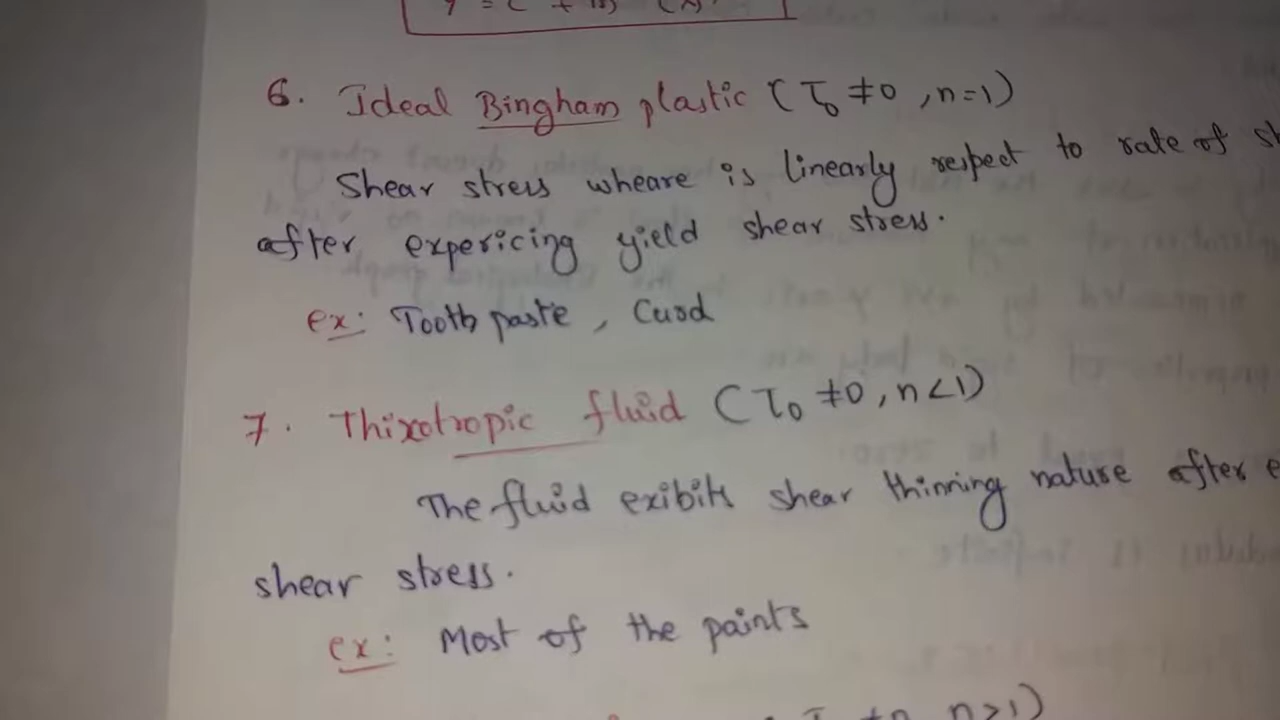 6. Ideal Bingham plastic (τ₀ ≠0 , n=1)
Shear stress wheare is linearly respect to rate of
after expericing yield shear stress.
ex: Tooth paste , Curd
7. Thixotropic fluid (τ₀ ≠0, n<1)
The fluid exibits shear thinning nature after
shear stress.
ex: Most of the paints
n>1)